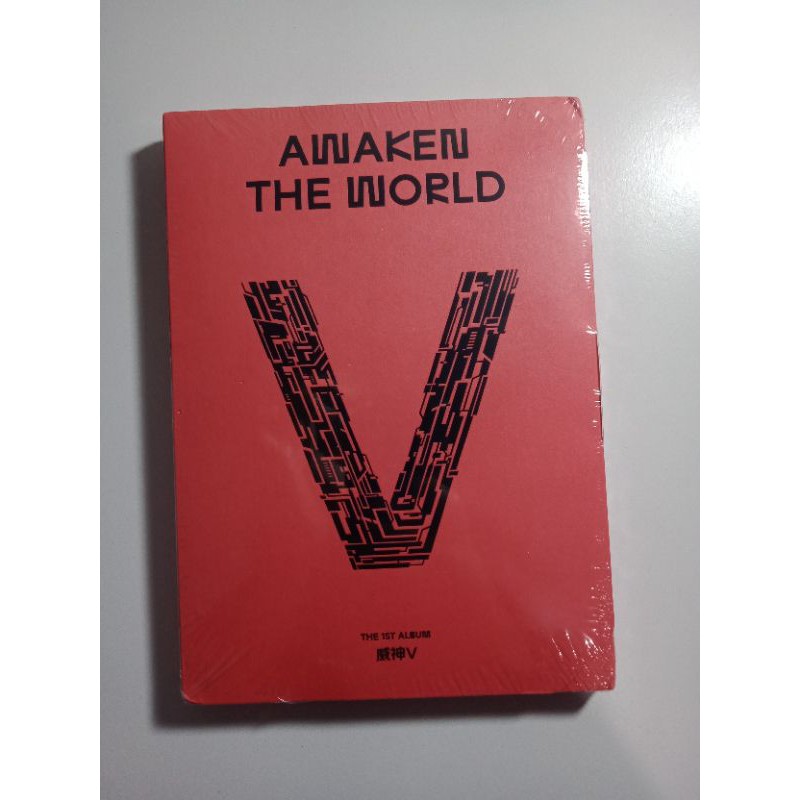 AWAKEN
THE WORLD
V
THE 1ST ALBUM
威神V